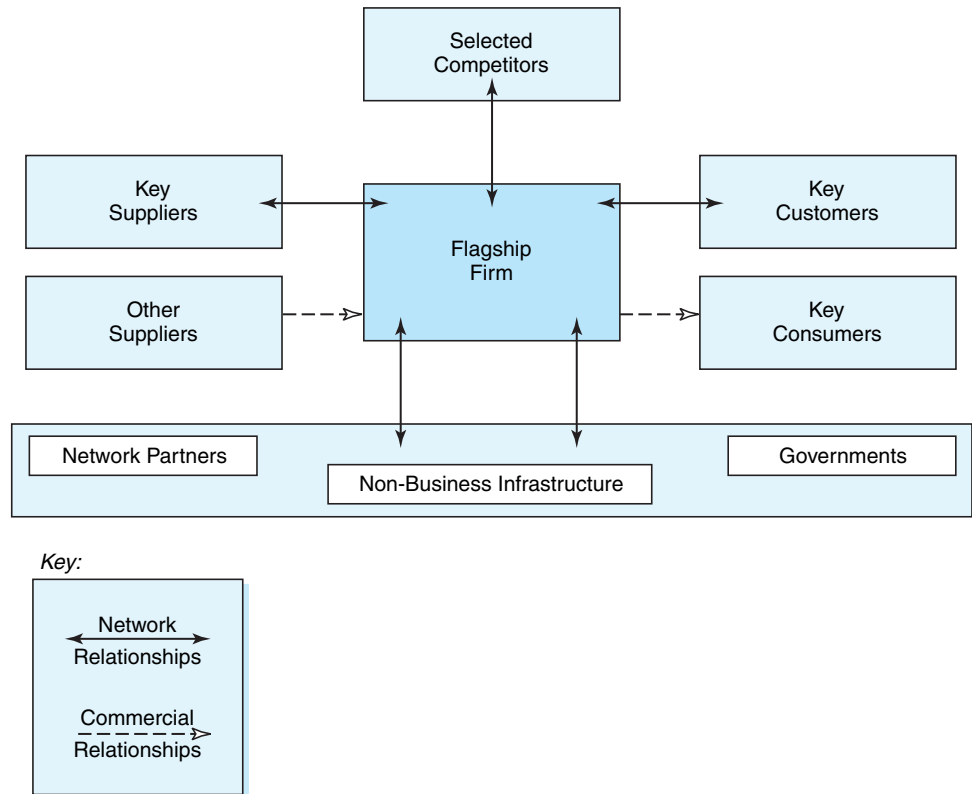 Selected
Competitors
Key
Suppliers
Flagship
Firm
Key
Customers
Other
Suppliers
Key
Consumers
Network Partners
Non-Business Infrastructure
Governments
Key:
Network
Relationships
Commercial
Relationships